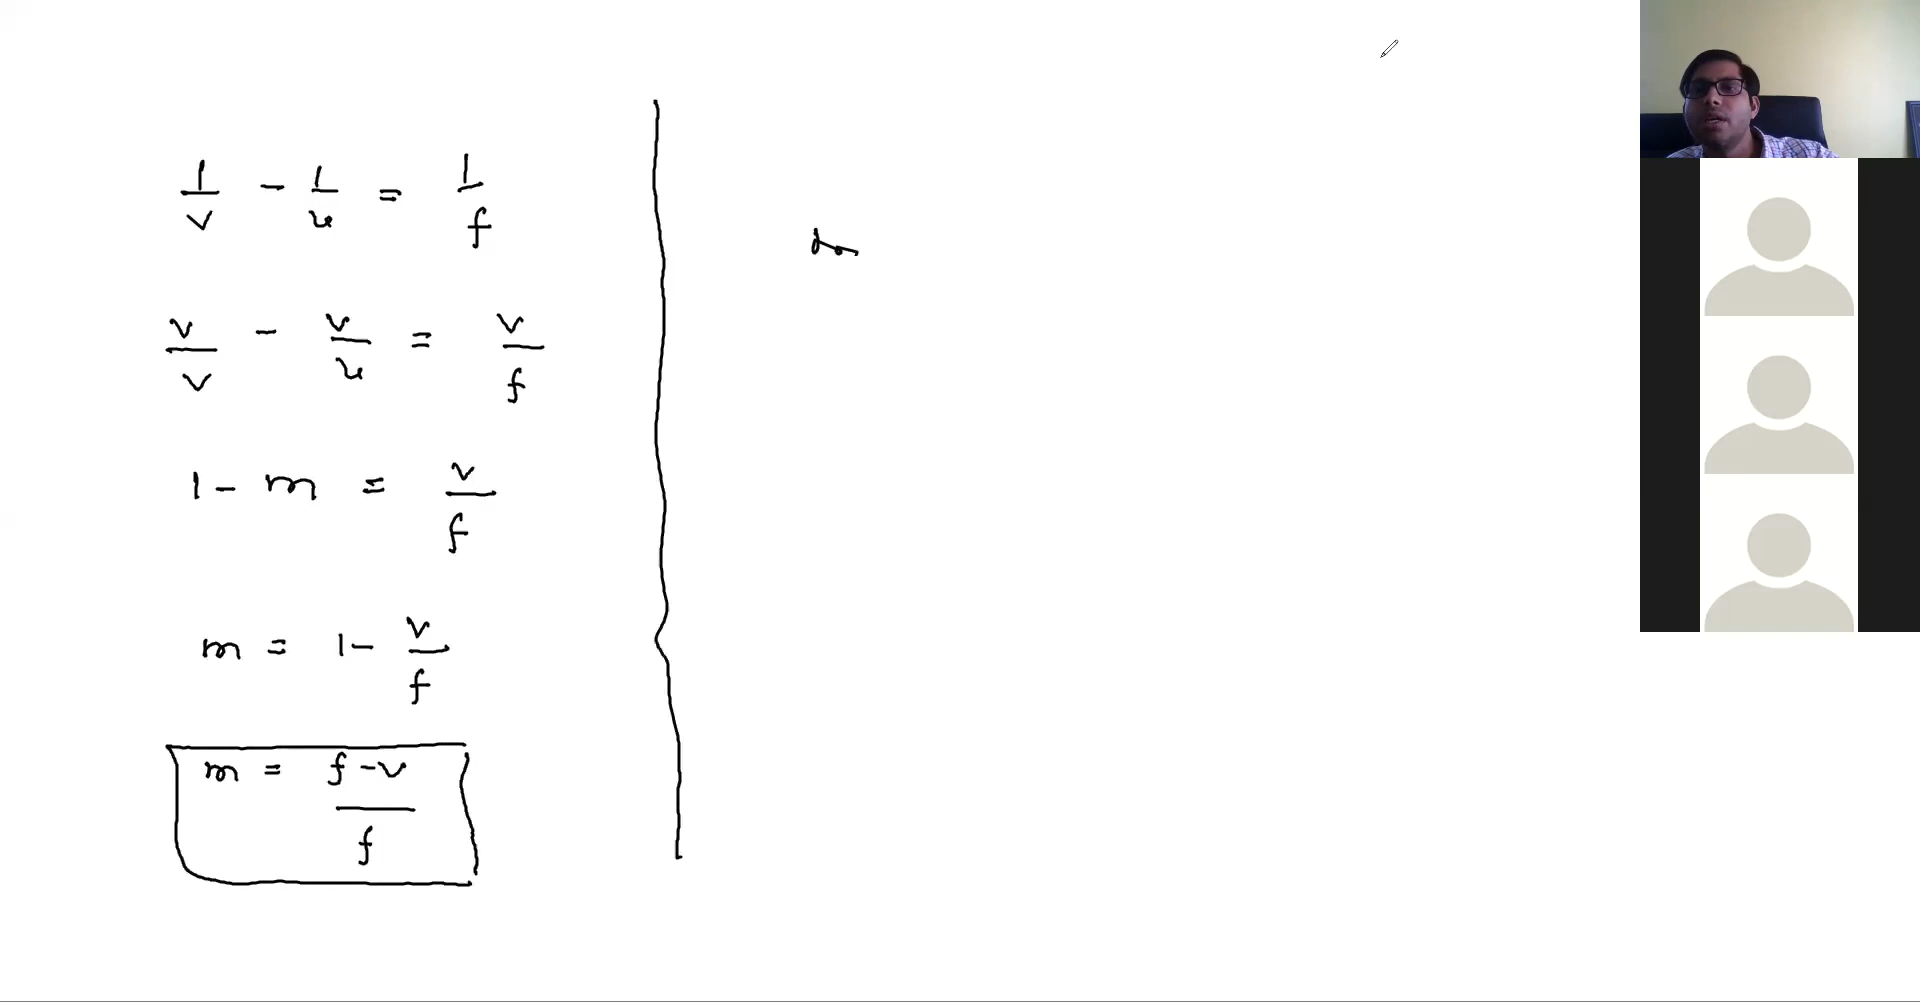 1/v - 1/u = 1/f
v/v - v/u = v/f
1 - m = v/f
m = 1 - v/f
m = f - v / f